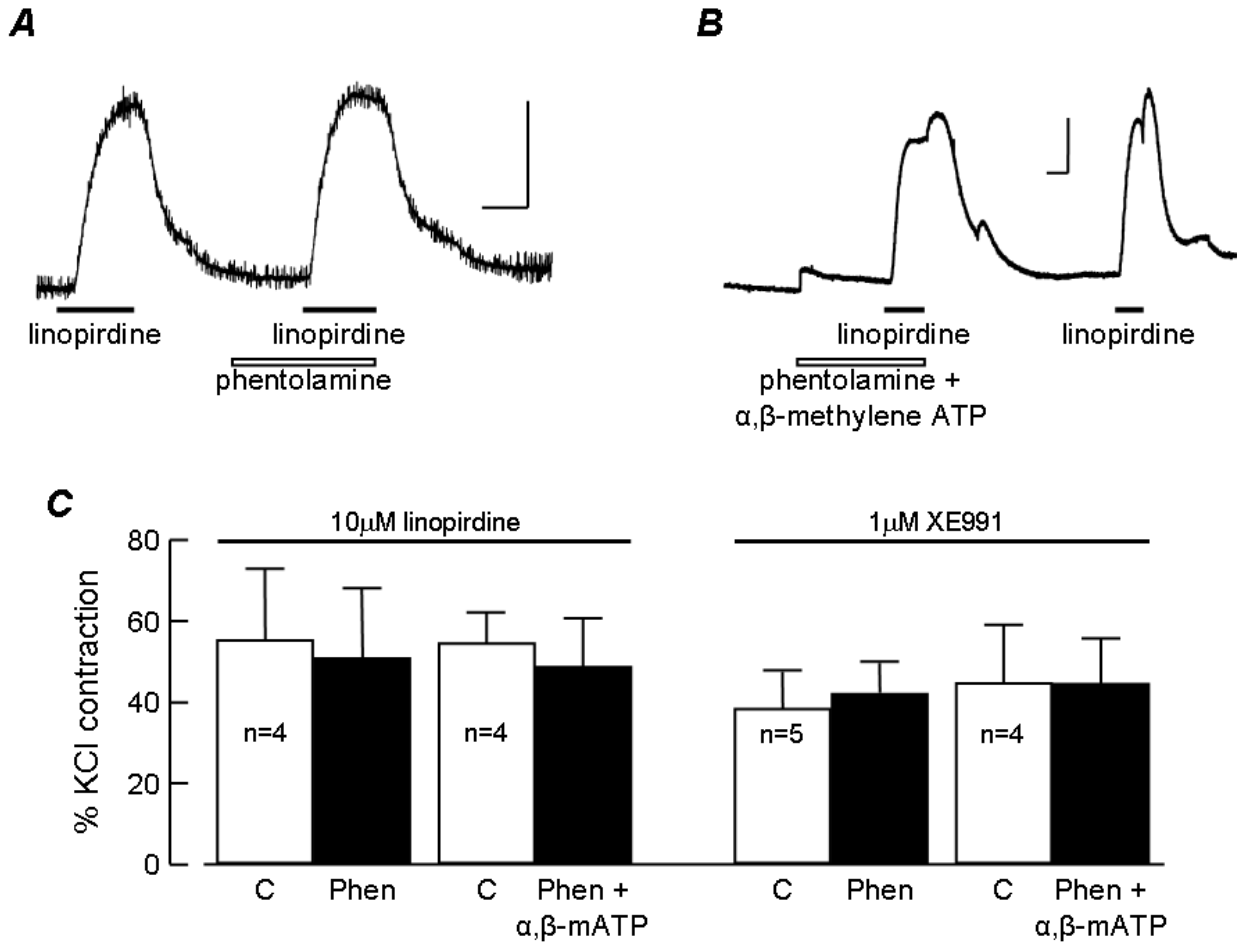 A
B
linopirdine
linopirdine
phentolamine
linopirdine
linopirdine
phentolamine +
α,β-methylene ATP
C
10μM linopirdine
1μM XE991
% KCl contraction
80
60
40
20
0
n=4
n=4
n=5
n=4
C
Phen
C
Phen +
α,β-mATP
C
Phen
C
Phen +
α,β-mATP